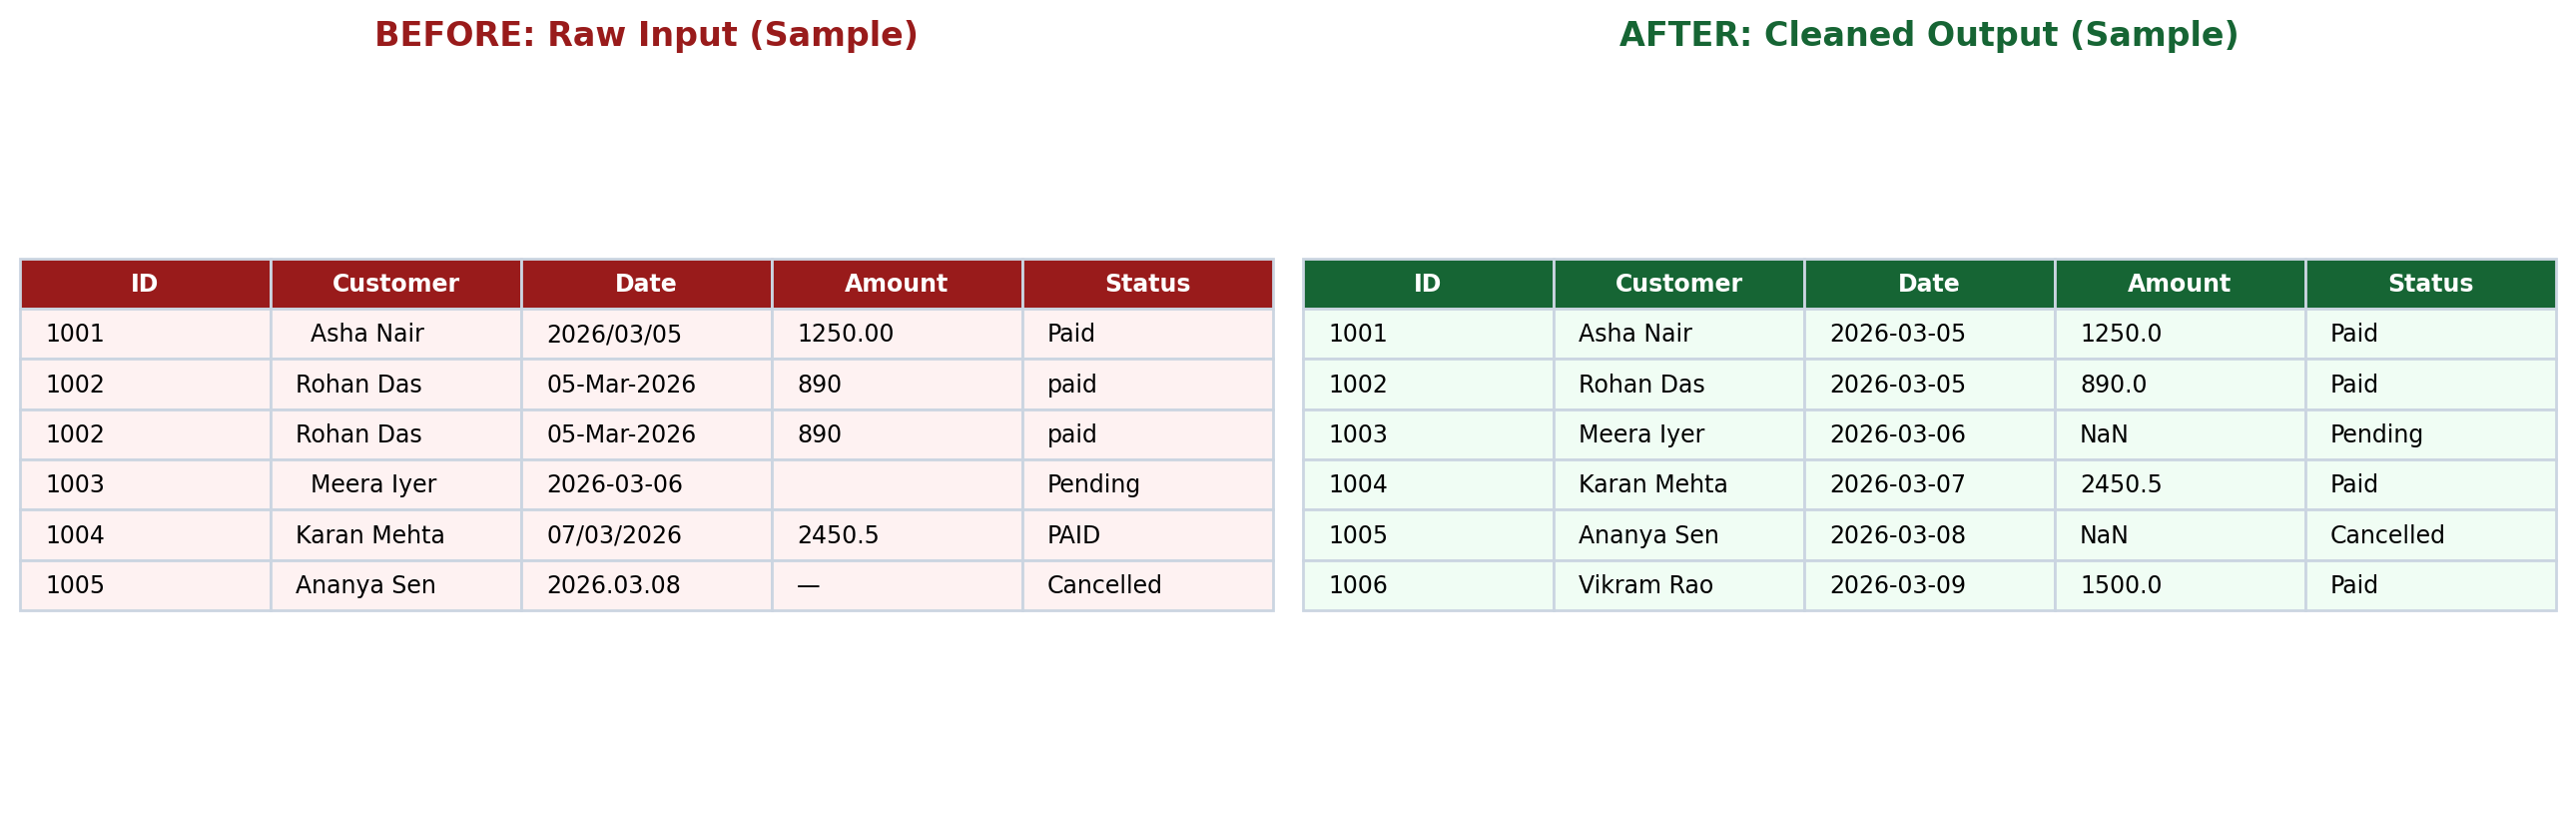 BEFORE: Raw Input (Sample)
ID Customer Date Amount Status
1001 Asha Nair 2026/03/05 1250.00 Paid
1002 Rohan Das 05-Mar-2026 890 paid
1002 Rohan Das 05-Mar-2026 890 paid
1003 Meera Iyer 2026-03-06 Pending
1004 Karan Mehta 07/03/2026 2450.5 PAID
1005 Ananya Sen 2026.03.08 — Cancelled
AFTER: Cleaned Output (Sample)
ID Customer Date Amount Status
1001 Asha Nair 2026-03-05 1250.0 Paid
1002 Rohan Das 2026-03-05 890.0 Paid
1003 Meera Iyer 2026-03-06 NaN Pending
1004 Karan Mehta 2026-03-07 2450.5 Paid
1005 Ananya Sen 2026-03-08 NaN Cancelled
1006 Vikram Rao 2026-03-09 1500.0 Paid